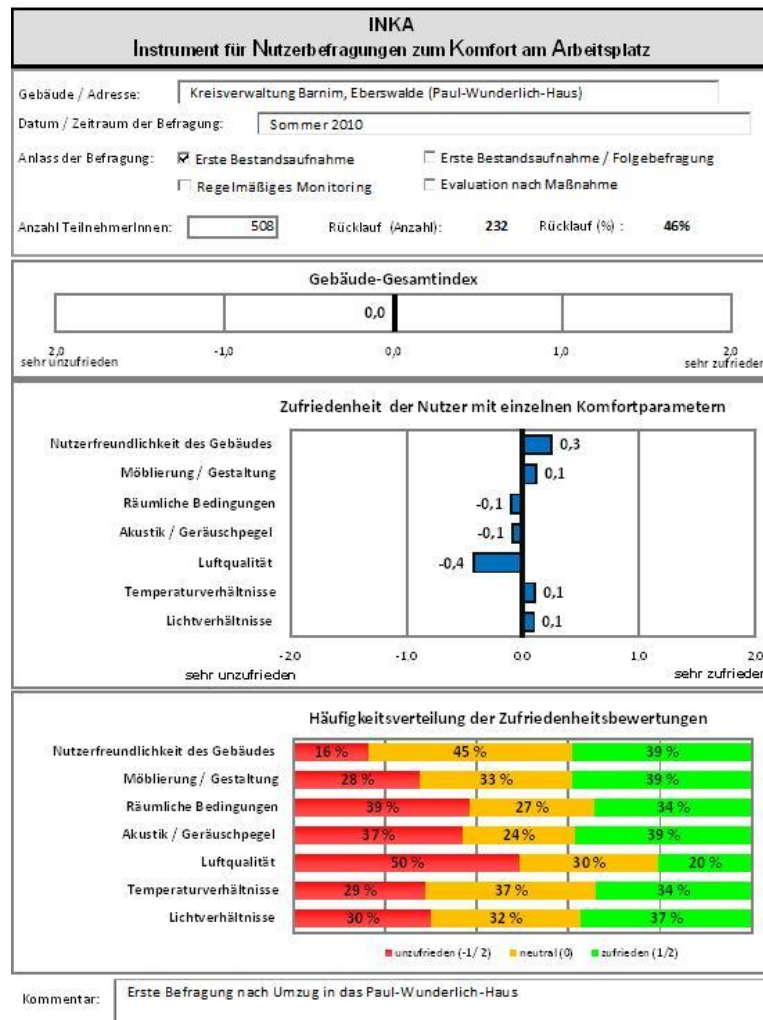 INKA
Instrument für Nutzerbefragungen zum Komfort am Arbeitsplatz
Gebäude / Adresse: Kreisverwaltung Barnim, Eberswalde (Paul-Wunderlich-Haus)
Datum / Zeitraum der Befragung: Sommer 2010
Anlass der Befragung: Erste Bestandsaufnahme Erste Bestandsaufnahme / Folgebefragung
Regelmäßiges Monitoring Evaluation nach Maßnahme
Anzahl TeilnehmerInnen: 508 Rücklauf (Anzahl): 232 Rücklauf (%) : 46%
Gebäude-Gesamtindex
0,0
2,0 -1,0 0,0 1,0 2,0
sehr unzufrieden sehr zufrieden
Zufriedenheit der Nutzer mit einzelnen Komfortparametern
Nutzerfreundlichkeit des Gebäudes 0,3
Möblierung / Gestaltung 0,1
Räumliche Bedingungen -0,1
Akustik / Geräuschpegel -0,1
Luftqualität -0,4
Temperaturverhältnisse 0,1
Lichtverhältnisse 0,1
-2,0 -1,0 0,0 1,0 2,0
sehr unzufrieden sehr zufrieden
Häufigkeitsverteilung der Zufriedenheitsbewertungen
Nutzerfreundlichkeit des Gebäudes 16 % 45 % 39 %
Möblierung / Gestaltung 28 % 33 % 39 %
Räumliche Bedingungen 39 % 27 % 34 %
Akustik / Geräuschpegel 37 % 24 % 39 %
Luftqualität 50 % 30 % 20 %
Temperaturverhältnisse 29 % 37 % 34 %
Lichtverhältnisse 30 % 32 % 37 %
unzufrieden (-1/ 2) neutral (0) zufrieden (1/2)
Kommentar: Erste Befragung nach Umzug in das Paul-Wunderlich-Haus